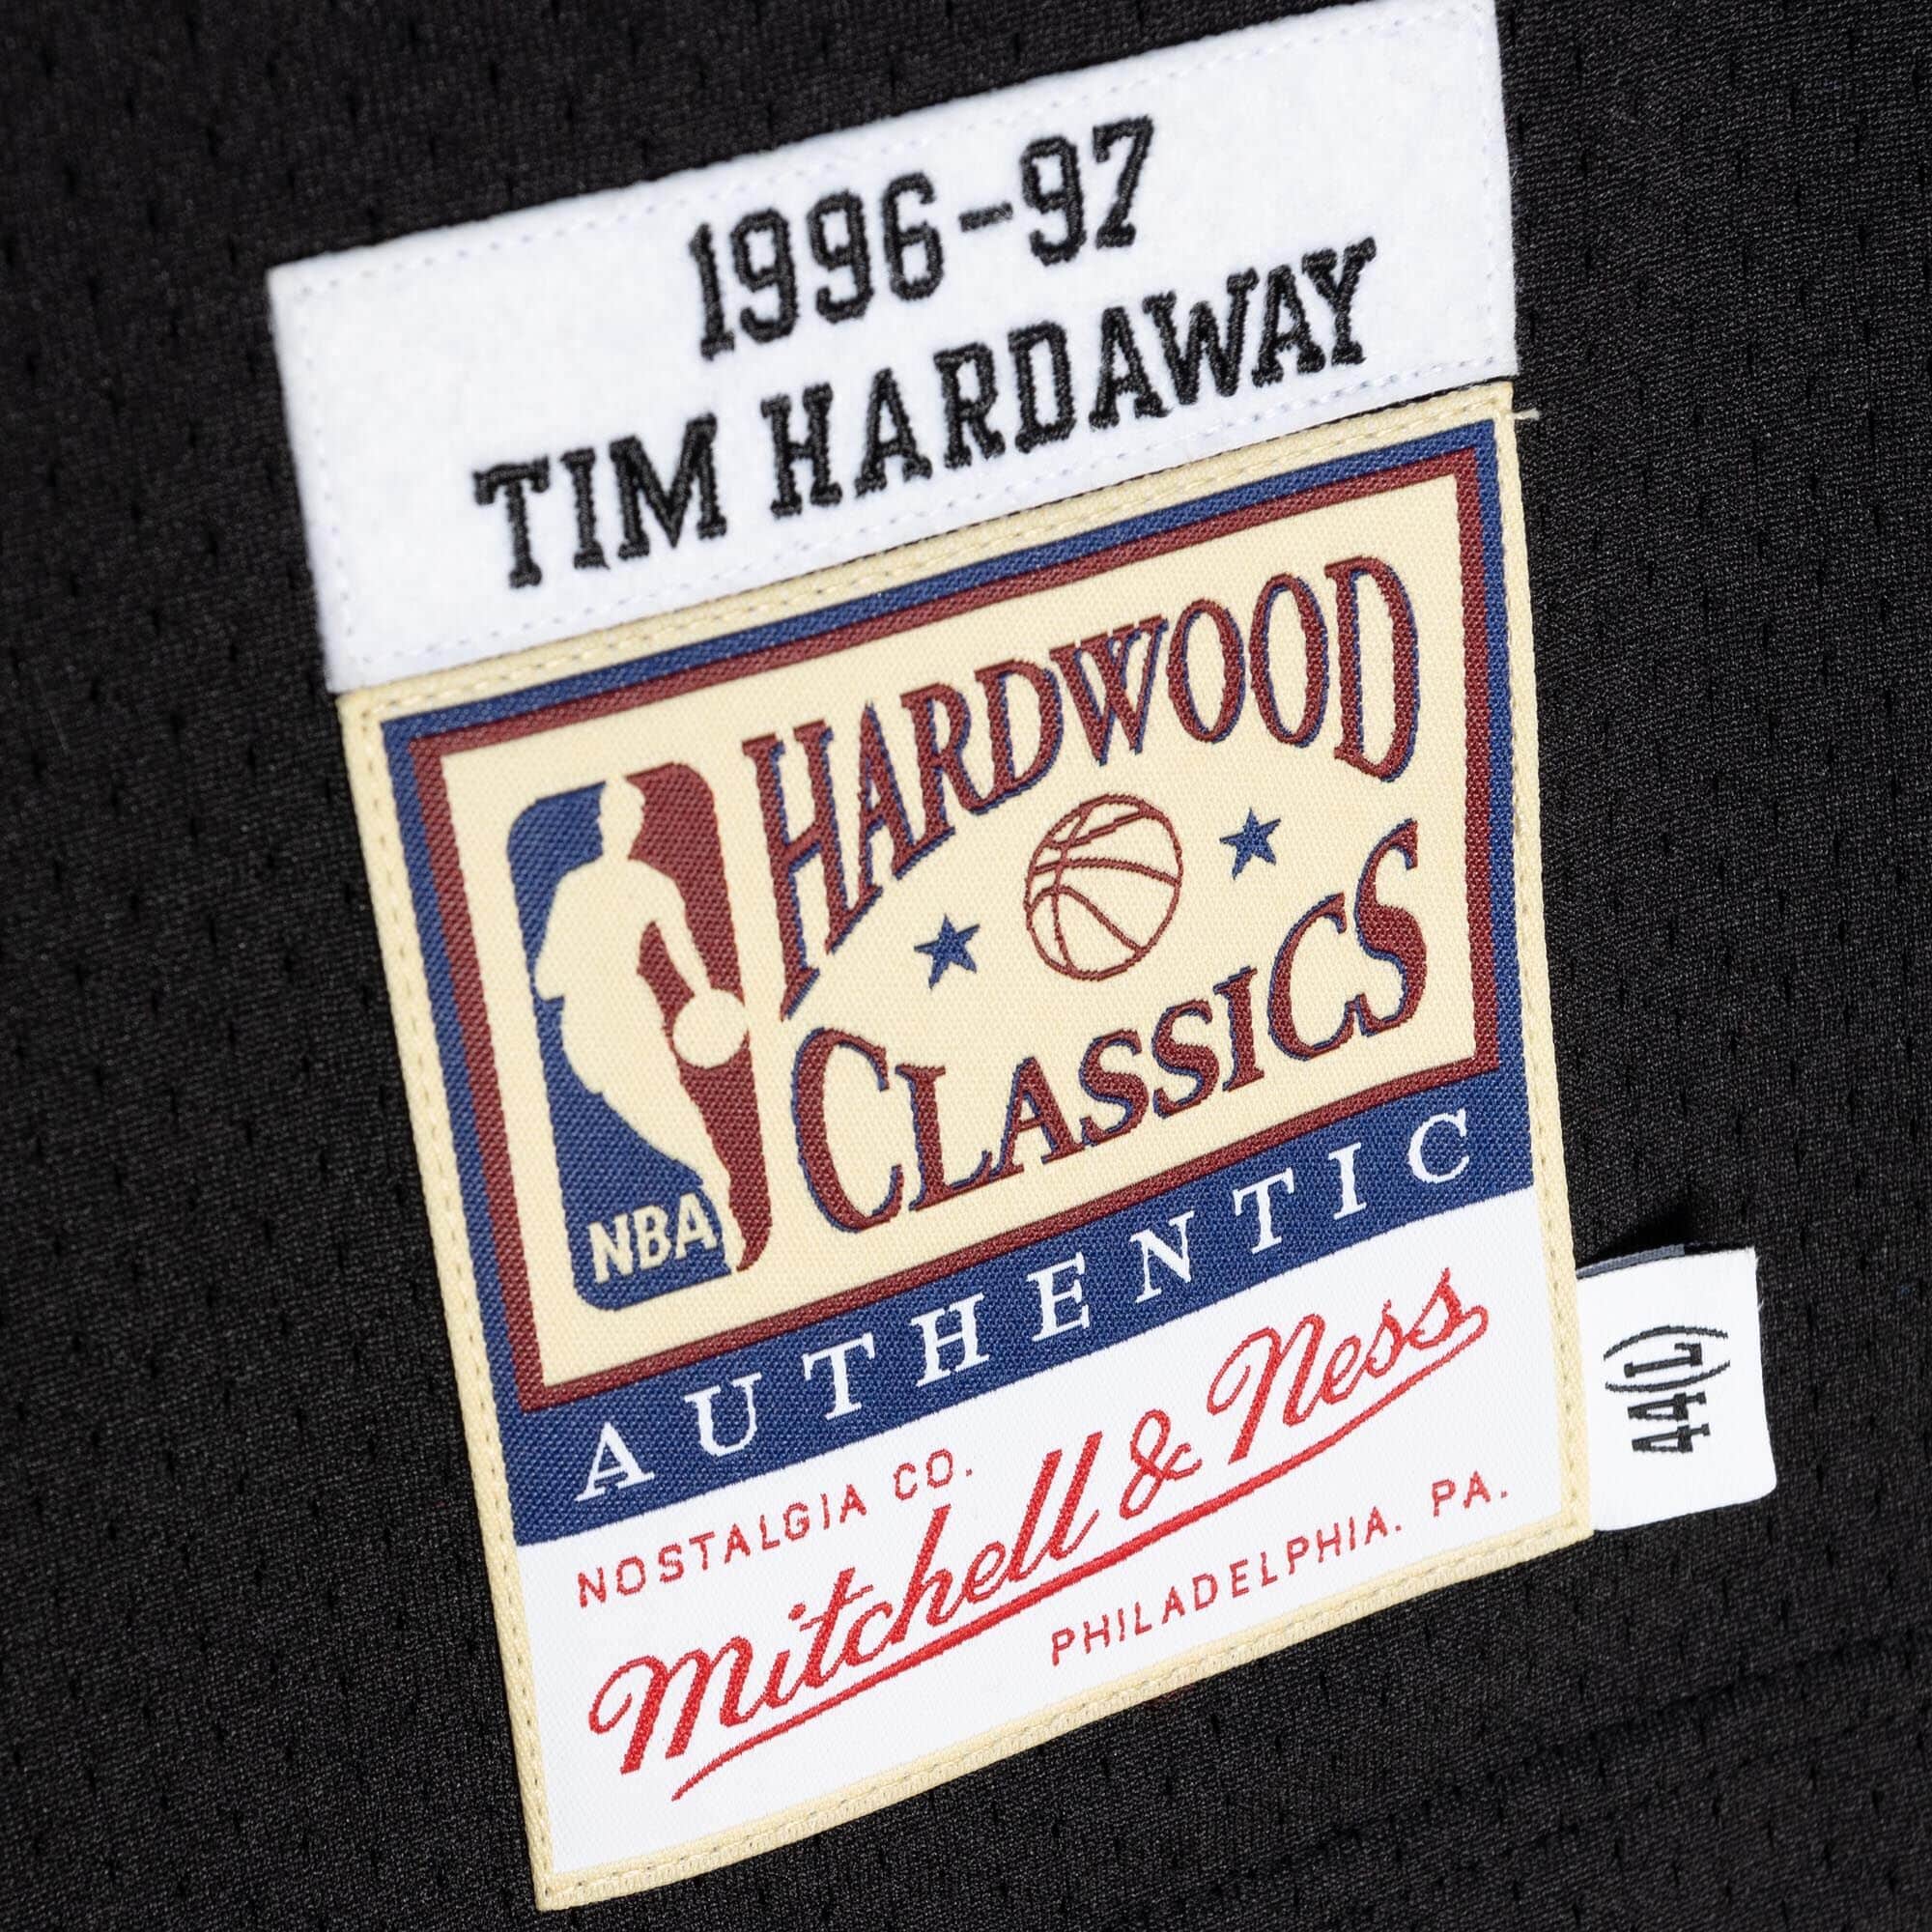 1996-97
TIM HARDAWAY
HARDWOOD
CLASSICS
NBA
AUTHENTIC
NOSTALGIA CO.
Mitchell & Ness
PHILADELPHIA. PA.
44(L)